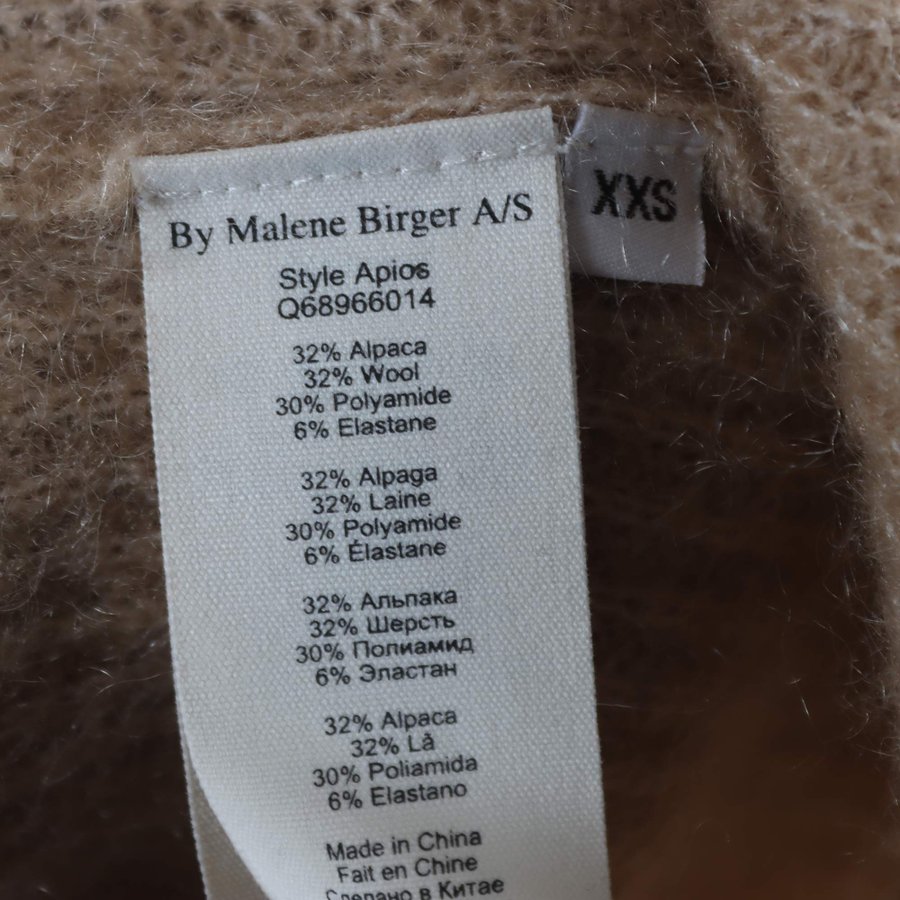 By Malene Birger A/S
XXS
Style Apios
Q68966014
32% Alpaca
32% Wool
30% Polyamide
6% Elastane
32% Alpaga
32% Laine
30% Polyamide
6% Élastane
32% Альпака
32% Шерсть
30% Полиамид
6% Эластан
32% Alpaca
32% Lã
30% Poliamida
6% Elastano
Made in China
Fait en Chine
Сделано в Китае